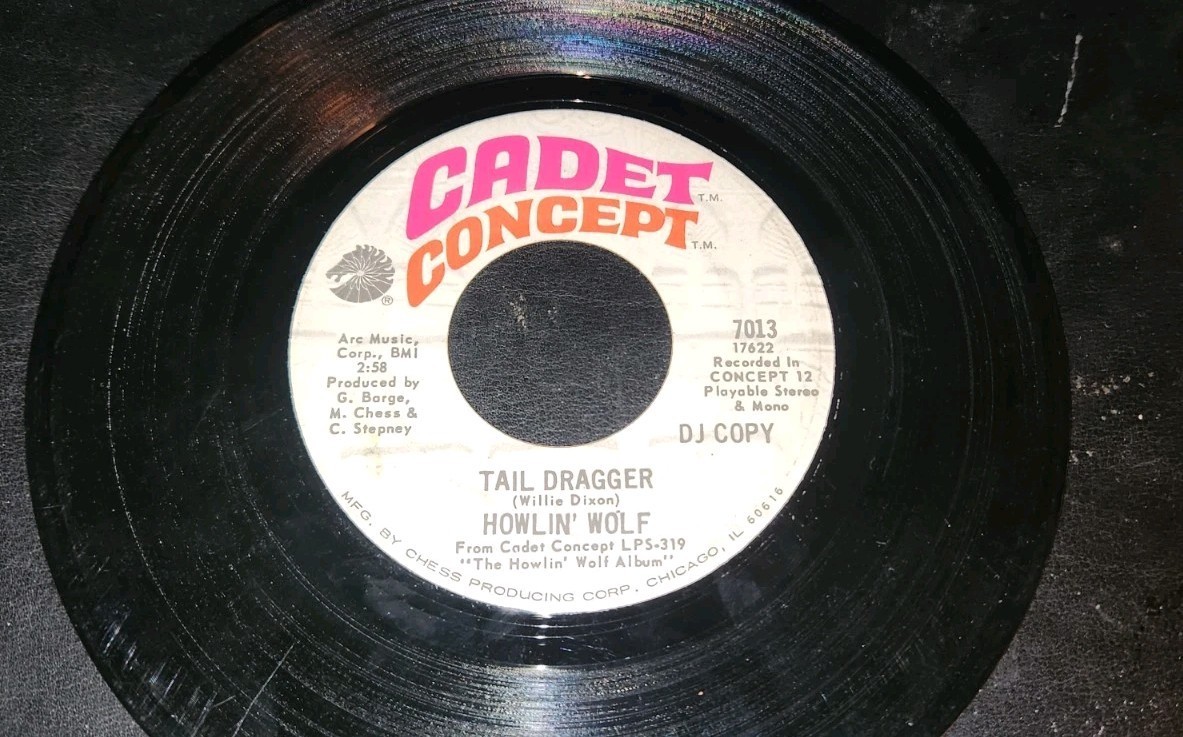 CADET
T.M.
CONCEPT
T.M.
®
Arc Music,
Corp., BMI
2:58
Produced by
G. Barge,
M. Chess &
C. Stepney
7013
17622
Recorded In
CONCEPT 12
Playable Stereo
& Mono
DJ COPY
TAIL DRAGGER
(Willie Dixon)
HOWLIN' WOLF
From Cadet Concept LPS-319
"The Howlin' Wolf Album"
MFG. BY CHESS PRODUCING CORP., CHICAGO, IL 60616